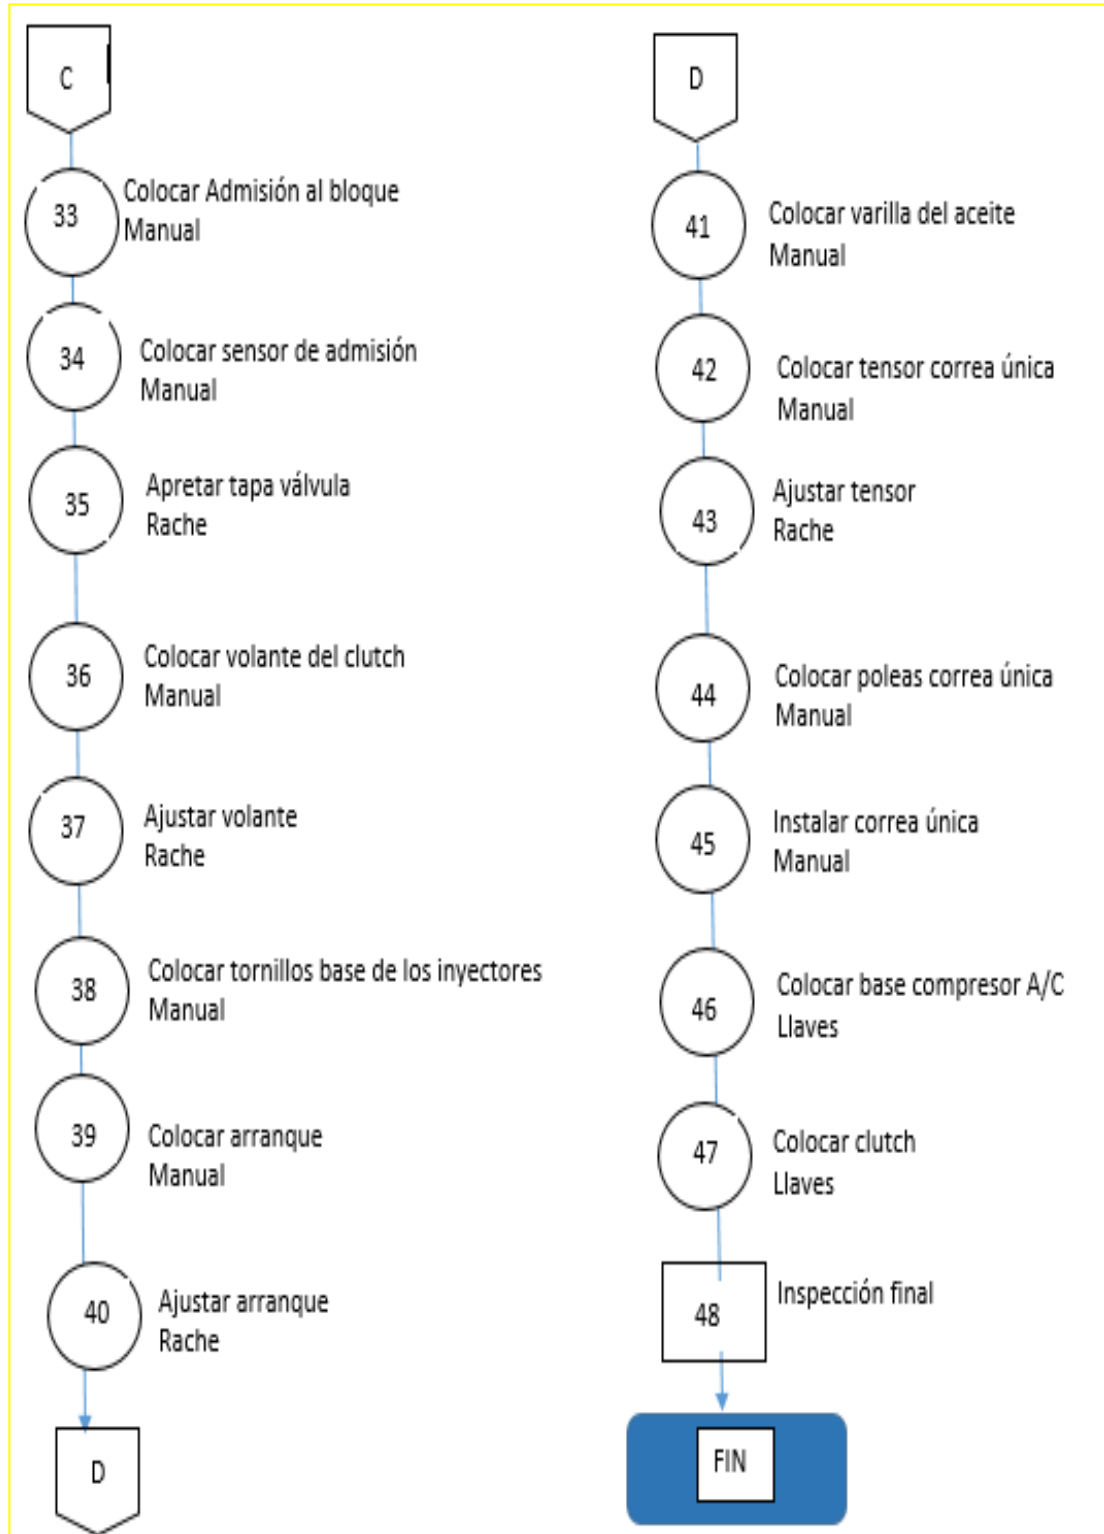 C
33
Colocar Admisión al bloque
Manual
34
Colocar sensor de admisión
Manual
35
Apretar tapa válvula
Rache
36
Colocar volante del clutch
Manual
37
Ajustar volante
Rache
38
Colocar tornillos base de los inyectores
Manual
39
Colocar arranque
Manual
40
Ajustar arranque
Rache
D
D
41
Colocar varilla del aceite
Manual
42
Colocar tensor correa única
Manual
43
Ajustar tensor
Rache
44
Colocar poleas correa única
Manual
45
Instalar correa única
Manual
46
Colocar base compresor A/C
Llaves
47
Colocar clutch
Llaves
48
Inspección final
FIN